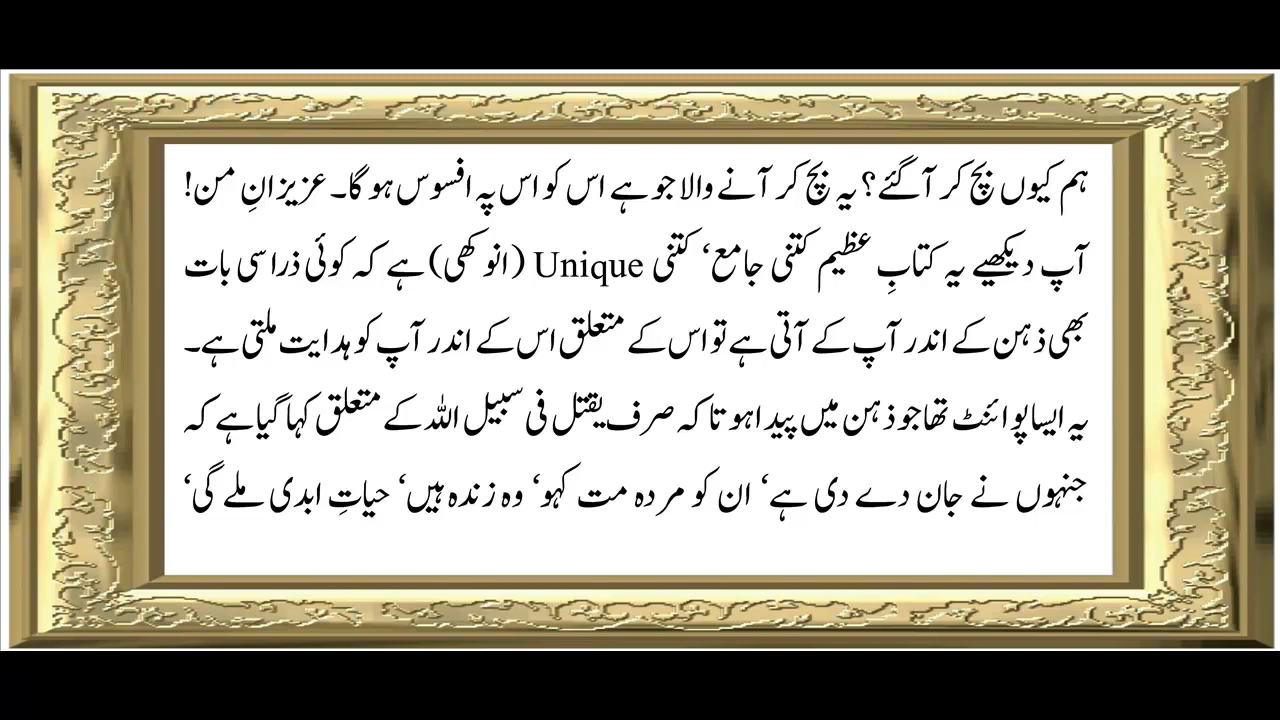 ہم کیوں بچ کر آگئے؟ یہ بچ کر آنے والا جو ہے اس کو اس پہ افسوس ہوگا۔ عزیزانِ من!
آپ دیکھیے یہ کتابِ عظیم کتنی جامع‘ کتنی Unique (انوکھی) ہے کہ کوئی ذرا سی بات
بھی ذہن کے اندر آپ کے آتی ہے تو اس کے متعلق اس کے اندر آپ کو ہدایت ملتی ہے۔
یہ ایسا پوائنٹ تھا جو ذہن میں پیدا ہوتا کہ صرف یقتل فی سبیل اللہ کے متعلق کہا گیا ہے کہ
جنہوں نے جان دے دی ہے‘ ان کو مردہ مت کہو‘ وہ زندہ ہیں‘ حیاتِ ابدی ملے گی‘